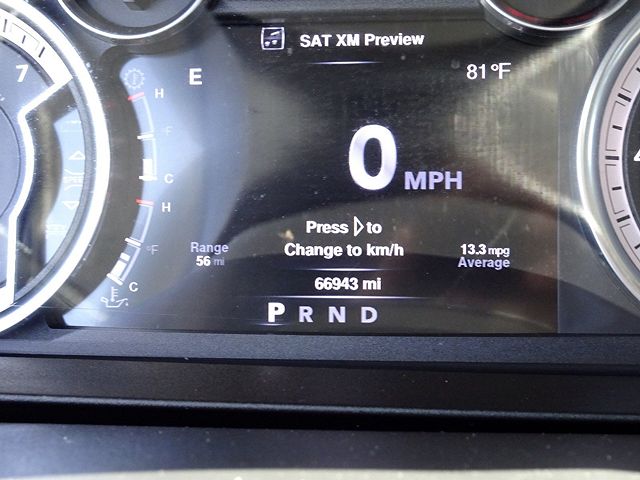 SAT XM Preview
7
E
81°F
H
°F
C
0 MPH
H
°F
C
Press ▷ to
Change to km/h
Range
56 mi
13.3 mpg
Average
66943 mi
P R N D